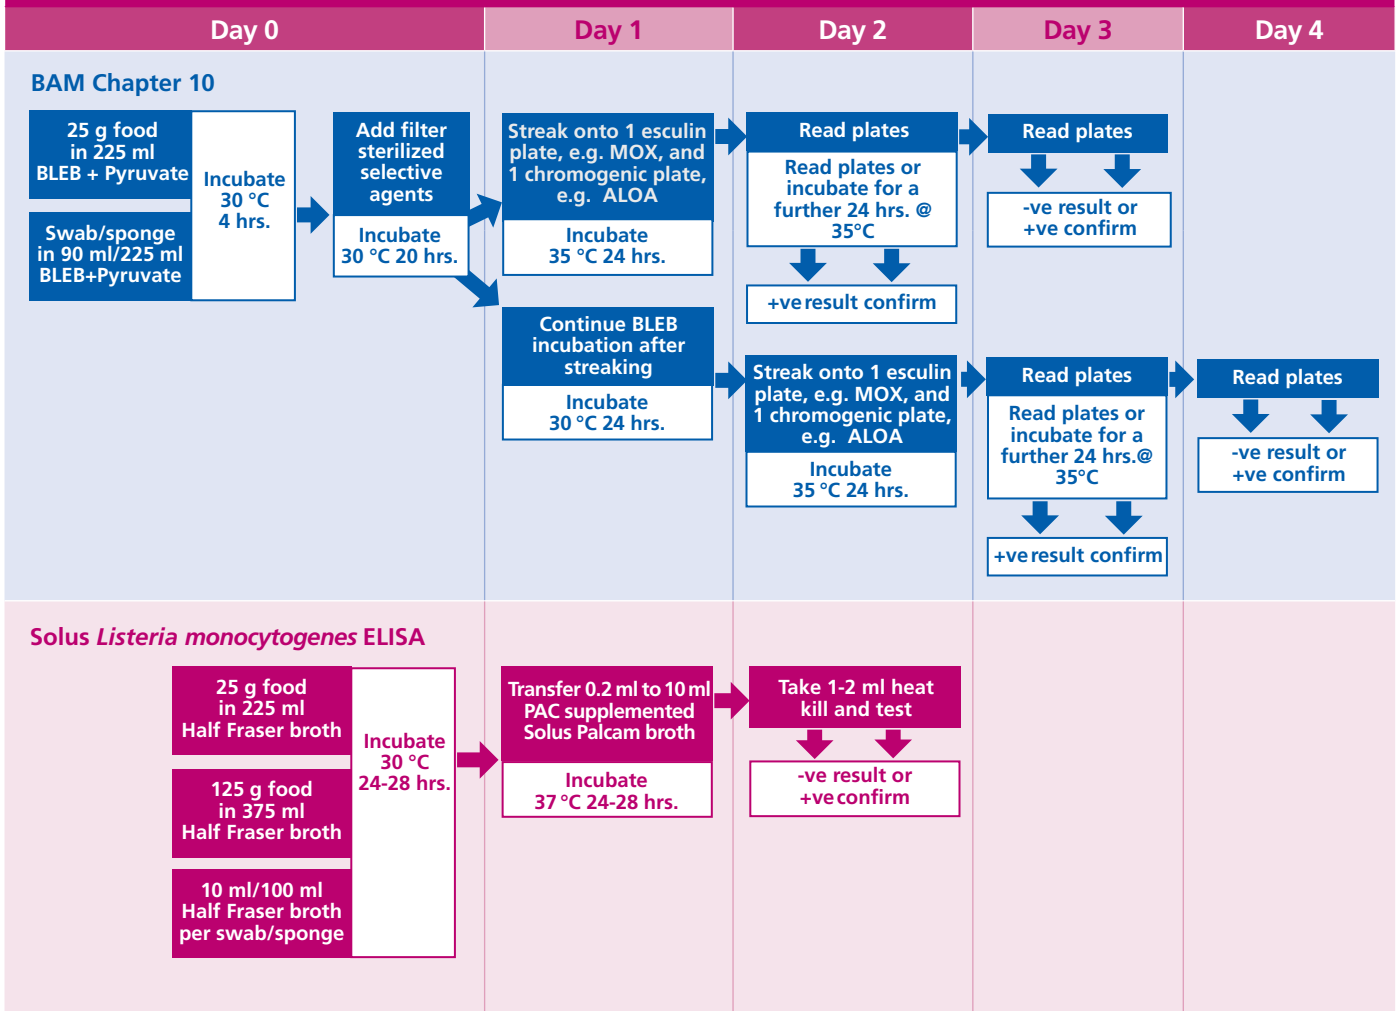 Day 0
Day 1
Day 2
Day 3
Day 4
BAM Chapter 10
25 g food
in 225 ml
BLEB + Pyruvate
Swab/sponge
in 90 ml/225 ml
BLEB+Pyruvate
Incubate
30 °C
4 hrs.
Add filter
sterilized
selective
agents
Incubate
30 °C 20 hrs.
Streak onto 1 esculin
plate, e.g. MOX, and
1 chromogenic plate,
e.g. ALOA
Incubate
35 °C 24 hrs.
Read plates
Read plates or
incubate for a
further 24 hrs. @
35°C
+ve result confirm
Read plates
-ve result or
+ve confirm
Continue BLEB
incubation after
streaking
Incubate
30 °C 24 hrs.
Streak onto 1 esculin
plate, e.g. MOX, and
1 chromogenic plate,
e.g. ALOA
Incubate
35 °C 24 hrs.
Read plates
Read plates or
incubate for a
further 24 hrs.@
35°C
+ve result confirm
Read plates
-ve result or
+ve confirm
Solus Listeria monocytogenes ELISA
25 g food
in 225 ml
Half Fraser broth
125 g food
in 375 ml
Half Fraser broth
10 ml/100 ml
Half Fraser broth
per swab/sponge
Incubate
30 °C
24-28 hrs.
Transfer 0.2 ml to 10 ml
PAC supplemented
Solus Palcam broth
Incubate
37 °C 24-28 hrs.
Take 1-2 ml heat
kill and test
-ve result or
+ve confirm